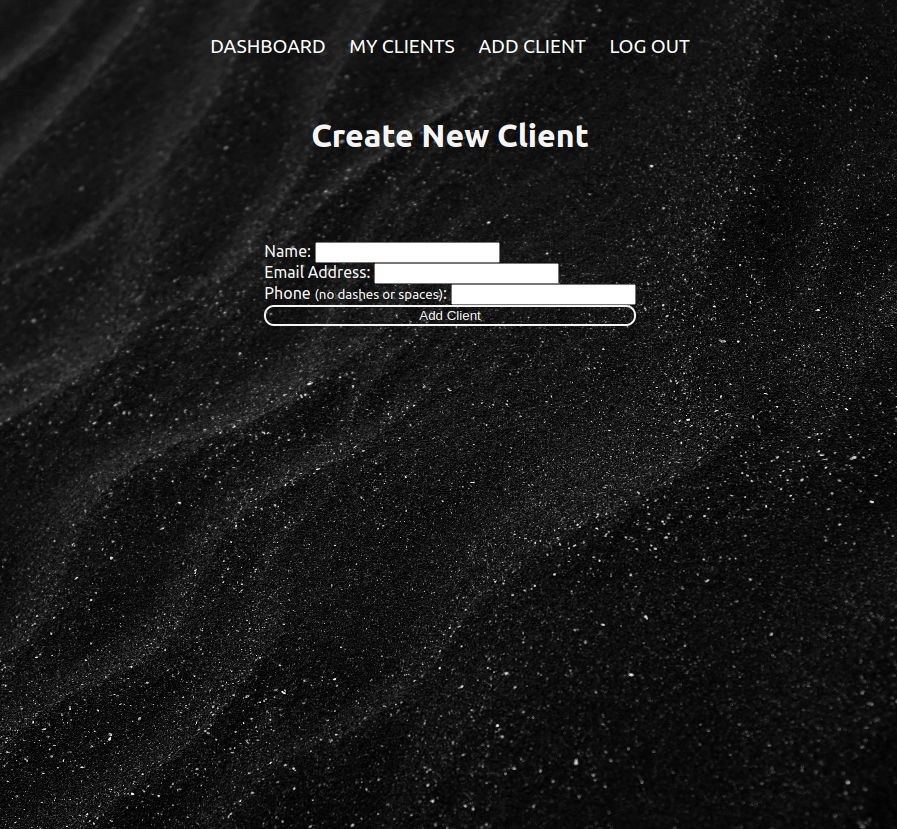 DASHBOARD MY CLIENTS ADD CLIENT LOG OUT
Create New Client
Name:
Email Address:
Phone (no dashes or spaces):
Add Client